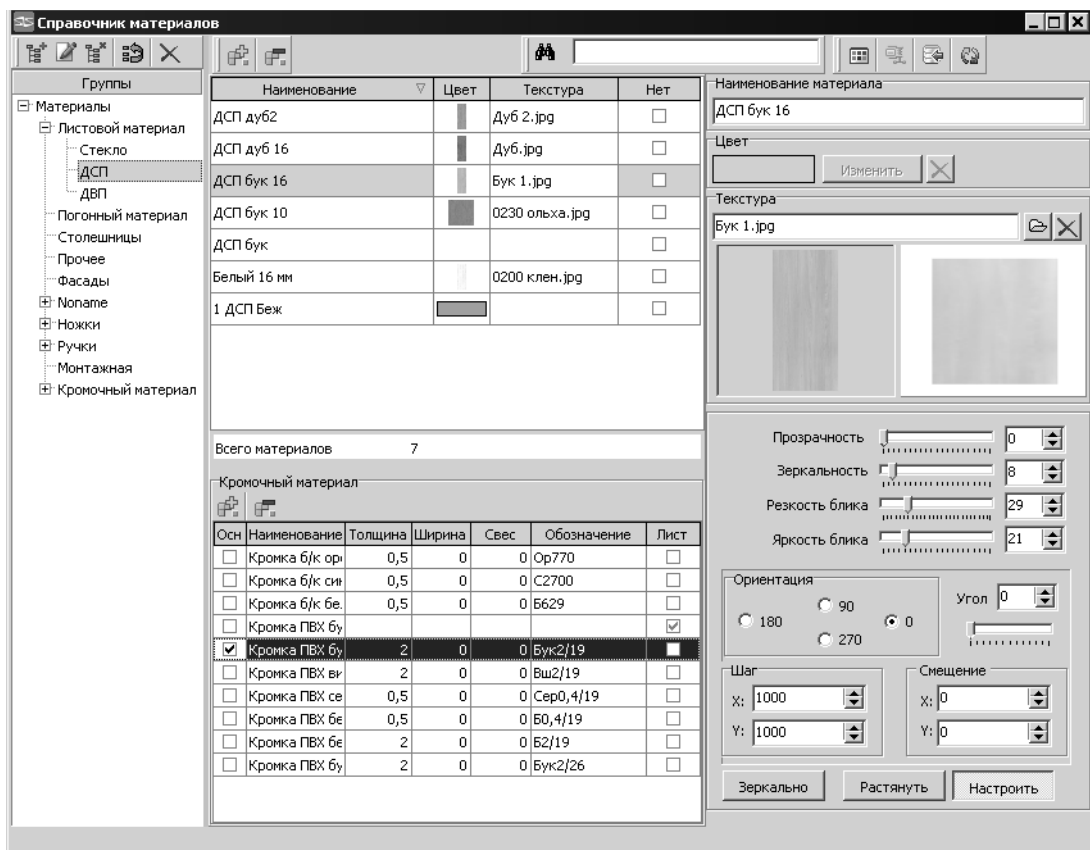 Справочник материалов
Группы
Материалы
Листовой материал
Стекло
ДСП
ДВП
Погонный материал
Столешницы
Прочее
Фасады
Noname
Ножки
Ручки
Монтажная
Кромочный материал
Наименование Цвет Текстура Нет
ДСП дуб2 Дуб 2.jpg
ДСП дуб 16 Дуб.jpg
ДСП бук 16 Бук 1.jpg
ДСП бук 10 0230 ольха.jpg
ДСП бук
Белый 16 мм 0200 клен.jpg
1 ДСП Беж
Всего материалов 7
Кромочный материал
Осн Наименование Толщина Ширина Свес Обозначение Лист
Кромка б/к ор 0,5 0 0 Ор770
Кромка б/к син 0,5 0 0 С2700
Кромка б/к бе. 0,5 0 0 Б629
Кромка ПВХ бу
Кромка ПВХ бу 2 0 0 Бук2/19
Кромка ПВХ ви 2 0 0 Вш2/19
Кромка ПВХ се 0,5 0 0 Сер0,4/19
Кромка ПВХ бе 0,5 0 0 Б0,4/19
Кромка ПВХ бе 2 0 0 Б2/19
Кромка ПВХ бу 2 0 0 Бук2/26
Наименование материала
ДСП бук 16
Цвет
Изменить
Текстура
Бук 1.jpg
Прозрачность 0
Зеркальность 8
Резкость блика 29
Яркость блика 21
Ориентация
180 90 0
270
Угол 0
Шаг
X: 1000
Y: 1000
Смещение
X: 0
Y: 0
Зеркально Растянуть Настроить